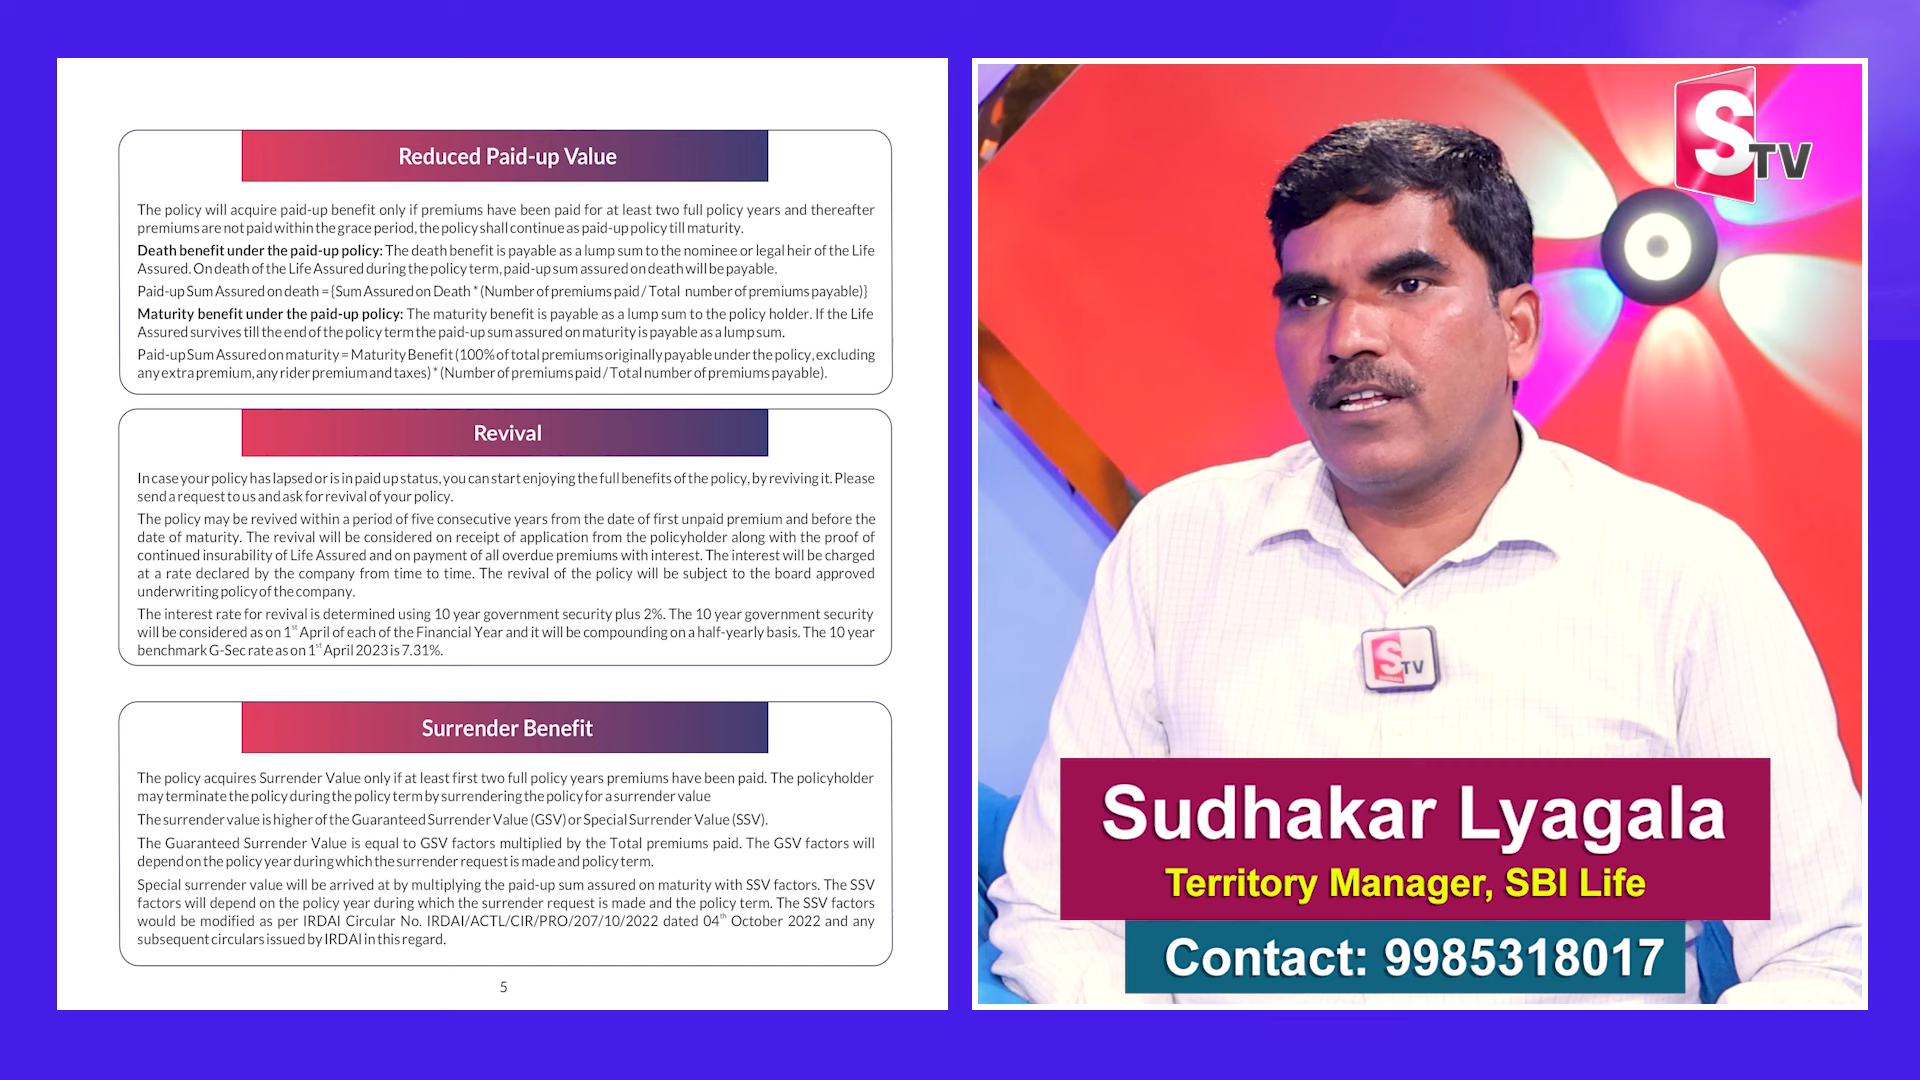 Reduced Paid-up Value
The policy will acquire paid-up benefit only if premiums have been paid for at least two full policy years and thereafter
premiums are not paid within the grace period, the policy shall continue as paid-up policy till maturity.
Death benefit under the paid-up policy: The death benefit is payable as a lump sum to the nominee or legal heir of the Life
Assured. On death of the Life Assured during the policy term, paid-up sum assured on death will be payable.
Paid-up Sum Assured on death = {Sum Assured on Death * (Number of premiums paid / Total number of premiums payable)}
Maturity benefit under the paid-up policy: The maturity benefit is payable as a lump sum to the policy holder. If the Life
Assured survives till the end of the policy term the paid-up sum assured on maturity is payable as a lump sum.
Paid-up Sum Assured on maturity = Maturity Benefit (100% of total premiums originally payable under the policy, excluding
any extra premium, any rider premium and taxes) * (Number of premiums paid / Total number of premiums payable).
Revival
In case your policy has lapsed or is in paid up status, you can start enjoying the full benefits of the policy, by reviving it. Please
send a request to us and ask for revival of your policy.
The policy may be revived within a period of five consecutive years from the date of first unpaid premium and before the
date of maturity. The revival will be considered on receipt of application from the policyholder along with the proof of
continued insurability of Life Assured and on payment of all overdue premiums with interest. The interest will be charged
at a rate declared by the company from time to time. The revival of the policy will be subject to the board approved
underwriting policy of the company.
The interest rate for revival is determined using 10 year government security plus 2%. The 10 year government security
will be considered as on 1st April of each of the Financial Year and it will be compounding on a half-yearly basis. The 10 year
benchmark G-Sec rate as on 1st April 2023 is 7.31%.
Surrender Benefit
The policy acquires Surrender Value only if at least first two full policy years premiums have been paid. The policyholder
may terminate the policy during the policy term by surrendering the policy for a surrender value
The surrender value is higher of the Guaranteed Surrender Value (GSV) or Special Surrender Value (SSV).
The Guaranteed Surrender Value is equal to GSV factors multiplied by the Total premiums paid. The GSV factors will
depend on the policy year during which the surrender request is made and policy term.
Special surrender value will be arrived at by multiplying the paid-up sum assured on maturity with SSV factors. The SSV
factors will depend on the policy year during which the surrender request is made and the policy term. The SSV factors
would be modified as per IRDAI Circular No. IRDAI/ACTL/CIR/PRO/207/10/2022 dated 04th October 2022 and any
subsequent circulars issued by IRDAI in this regard.
5
S TV
S TV
Sudhakar Lyagala
Territory Manager, SBI Life
Contact: 9985318017